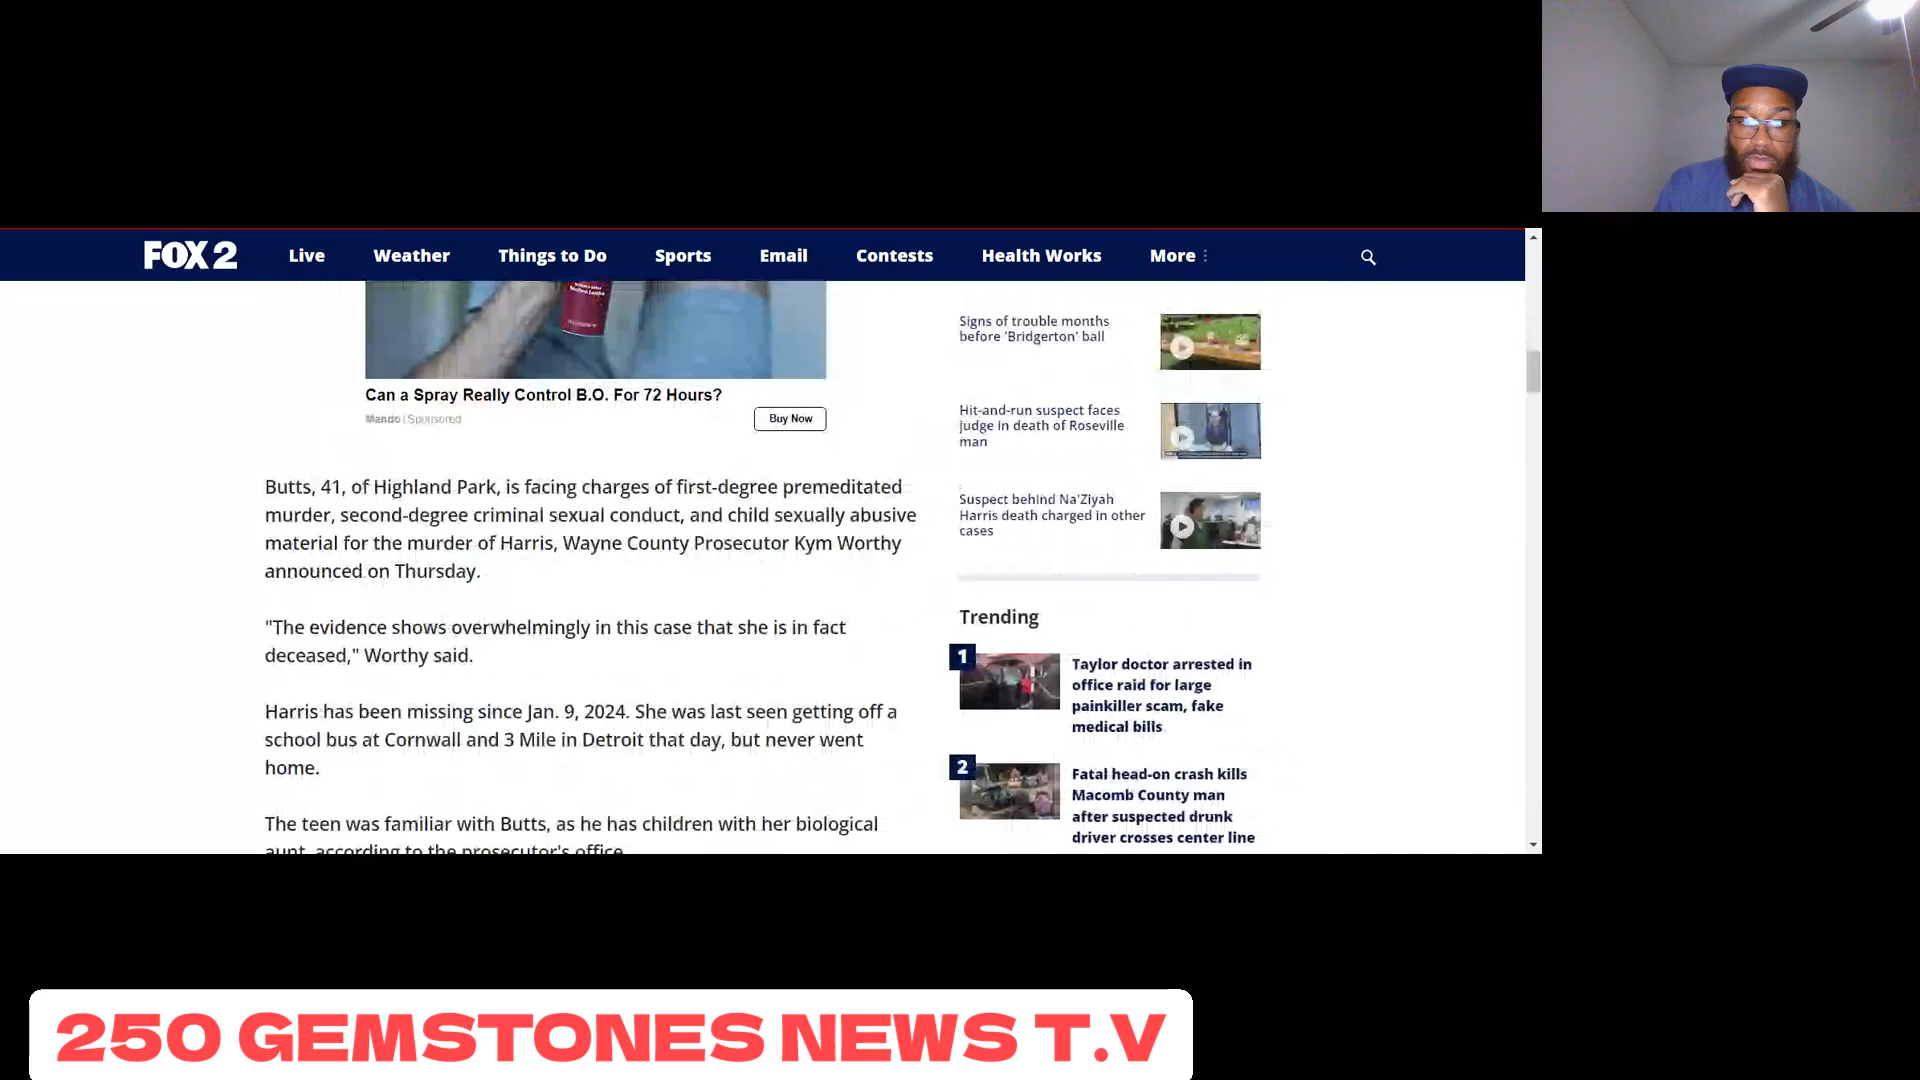 FOX 2
Live
Weather
Things to Do
Sports
Email
Contests
Health Works
More
Can a Spray Really Control B.O. For 72 Hours?
Mando | Sponsored
Buy Now
Butts, 41, of Highland Park, is facing charges of first-degree premeditated
murder, second-degree criminal sexual conduct, and child sexually abusive
material for the murder of Harris, Wayne County Prosecutor Kym Worthy
announced on Thursday.
"The evidence shows overwhelmingly in this case that she is in fact
deceased," Worthy said.
Harris has been missing since Jan. 9, 2024. She was last seen getting off a
school bus at Cornwall and 3 Mile in Detroit that day, but never went
home.
The teen was familiar with Butts, as he has children with her biological
aunt, according to the prosecutor's office.
Signs of trouble months
before 'Bridgerton' ball
Hit-and-run suspect faces
judge in death of Roseville
man
Suspect behind Na'Ziyah
Harris death charged in other
cases
Trending
1
Taylor doctor arrested in
office raid for large
painkiller scam, fake
medical bills
2
Fatal head-on crash kills
Macomb County man
after suspected drunk
driver crosses center line
250 GEMSTONES NEWS T.V